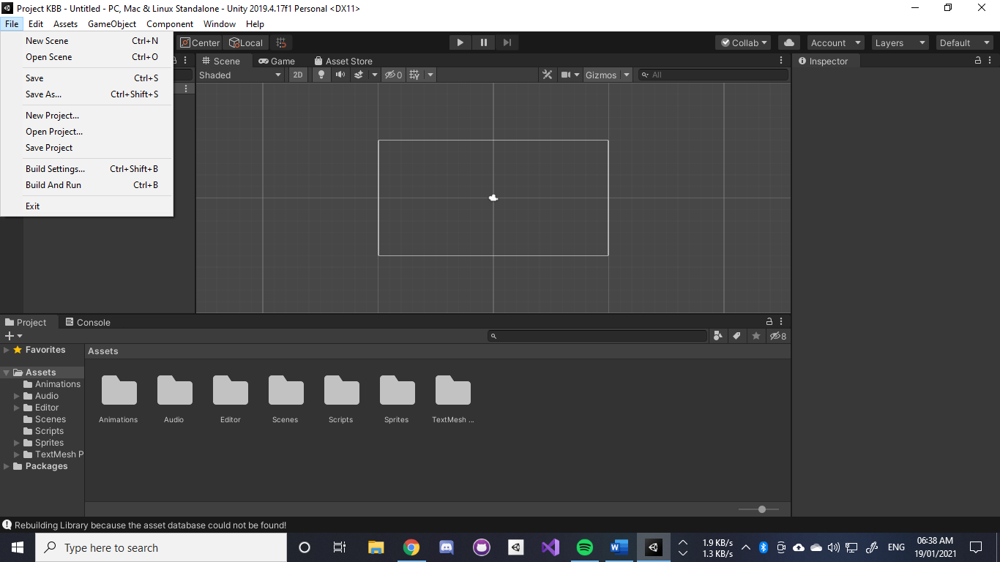 Project KBB - Untitled - PC, Mac & Linux Standalone - Unity 2019.4.17f1 Personal <DX11>
File Edit Assets GameObject Component Window Help
New Scene Ctrl+N
Open Scene Ctrl+O
Save Ctrl+S
Save As... Ctrl+Shift+S
New Project...
Open Project...
Save Project
Build Settings... Ctrl+Shift+B
Build And Run Ctrl+B
Exit
Center Local Collab Account Layers Default
Scene Game Asset Store Inspector
Shaded 2D 0 Gizmos All
Project Console
8
Favorites
Assets
Animations
Audio
Editor
Scenes
Scripts
Sprites
TextMesh P
Packages
Assets
Animations Audio Editor Scenes Scripts Sprites TextMesh ...
Rebuilding Library because the asset database could not be found!
Type here to search
1.9 KB/s
1.3 KB/s
ENG
06:38 AM
19/01/2021